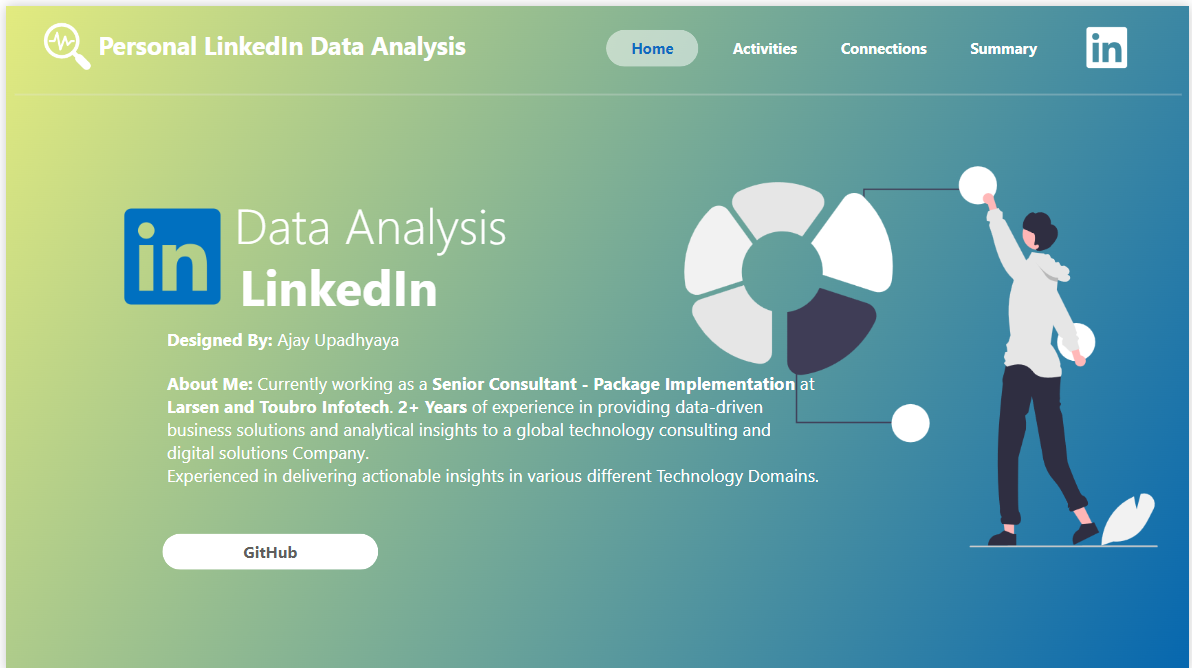 Personal LinkedIn Data Analysis
Home
Activities
Connections
Summary
in
in
Data Analysis
LinkedIn
Designed By: Ajay Upadhyaya
About Me: Currently working as a Senior Consultant - Package Implementation at
Larsen and Toubro Infotech. 2+ Years of experience in providing data-driven
business solutions and analytical insights to a global technology consulting and
digital solutions Company.
Experienced in delivering actionable insights in various different Technology Domains.
GitHub